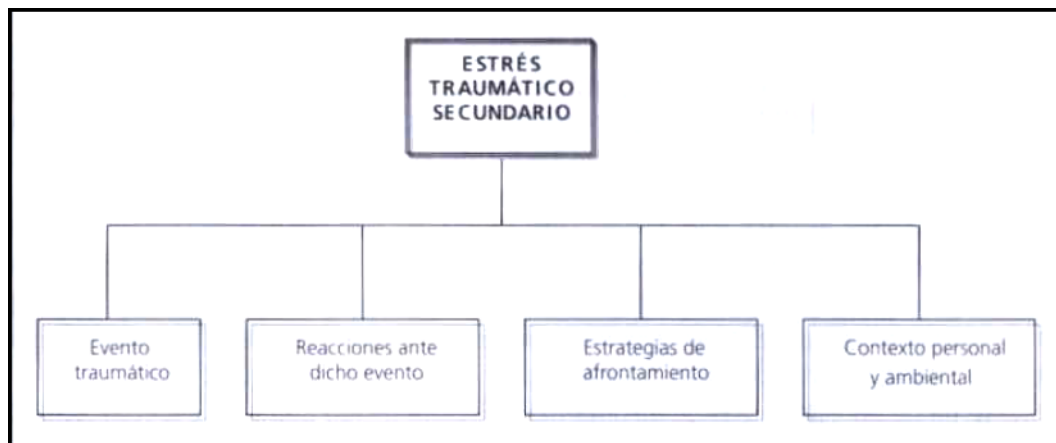 ESTRÉS
TRAUMÁTICO
SECUNDARIO
Evento
traumático
Reacciones ante
dicho evento
Estrategias de
afrontamiento
Contexto personal
y ambiental